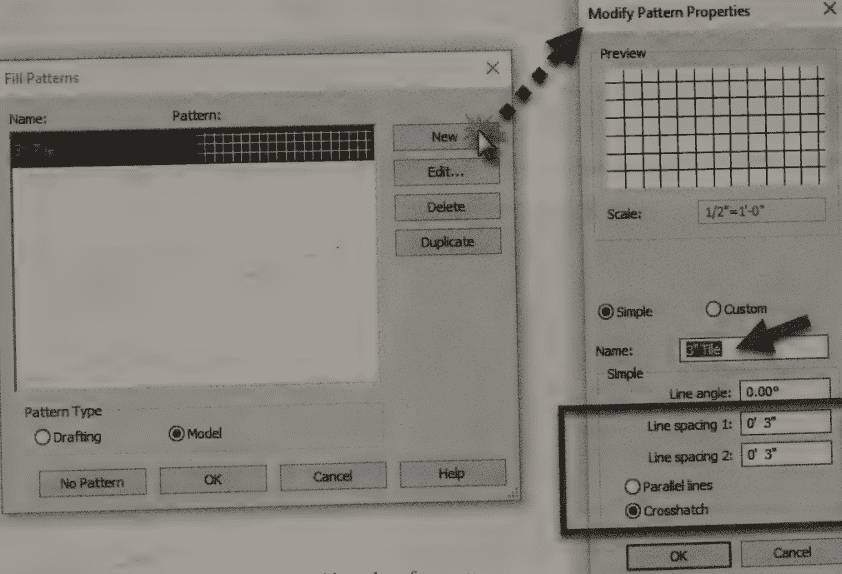 Fill Patterns
Name: Pattern:
3" Tile
New
Edit...
Delete
Duplicate
Pattern Type
Drafting Model
No Pattern OK Cancel Help
Modify Pattern Properties
Preview
Scale: 1/2"=1'-0"
Simple Custom
Name: 3" Tile
Simple
Line angle: 0.00°
Line spacing 1: 0' 3"
Line spacing 2: 0' 3"
Parallel lines
Crosshatch
OK Cancel